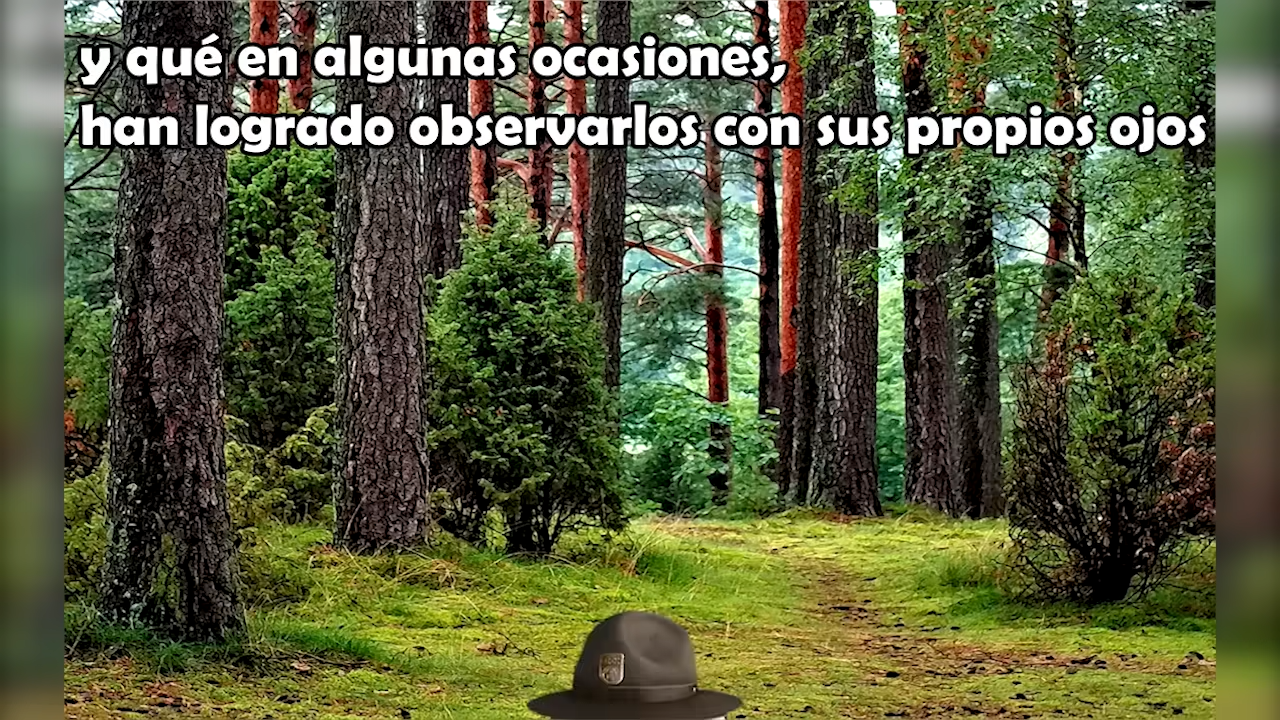 y qué en algunas ocasiones,
han logrado observarlos con sus propios ojos